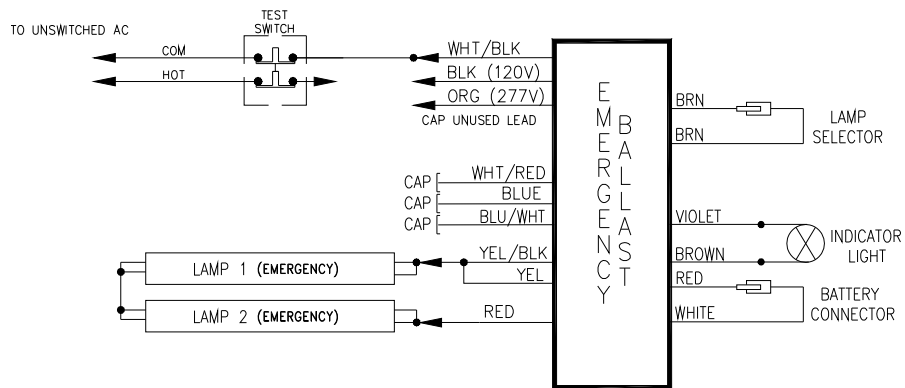 TEST
SWITCH
TO UNSWITCHED AC
COM
HOT
WHT/BLK
BLK (120V)
ORG (277V)
CAP UNUSED LEAD
CAP WHT/RED
CAP BLUE
CAP BLU/WHT
YEL/BLK
YEL
RED
LAMP 1 (EMERGENCY)
LAMP 2 (EMERGENCY)
EMERGENCY
BALLAST
BRN
BRN
LAMP
SELECTOR
VIOLET
BROWN
INDICATOR
LIGHT
RED
WHITE
BATTERY
CONNECTOR